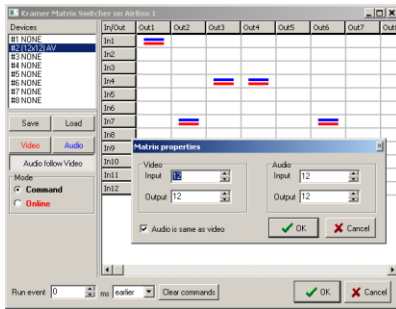 Kramer Matrix Switcher on AirBox 1
Devices
#1 NONE
#2 (12x12) AV
#3 NONE
#4 NONE
#5 NONE
#6 NONE
#7 NONE
#8 NONE
Save Load
Video Audio
Audio follow Video
Mode
Command
Online
In/Out Out1 Out2 Out3 Out4 Out5 Out6 Out7 Out8
In1
In2
In3
In4
In5
In6
In7
In8
In9
In10
In11
In12
Matrix properties
Video
Input 12
Output 12
Audio
Input 12
Output 12
Audio is same as video
OK Cancel
Run event 0 ms earlier Clear commands OK Cancel